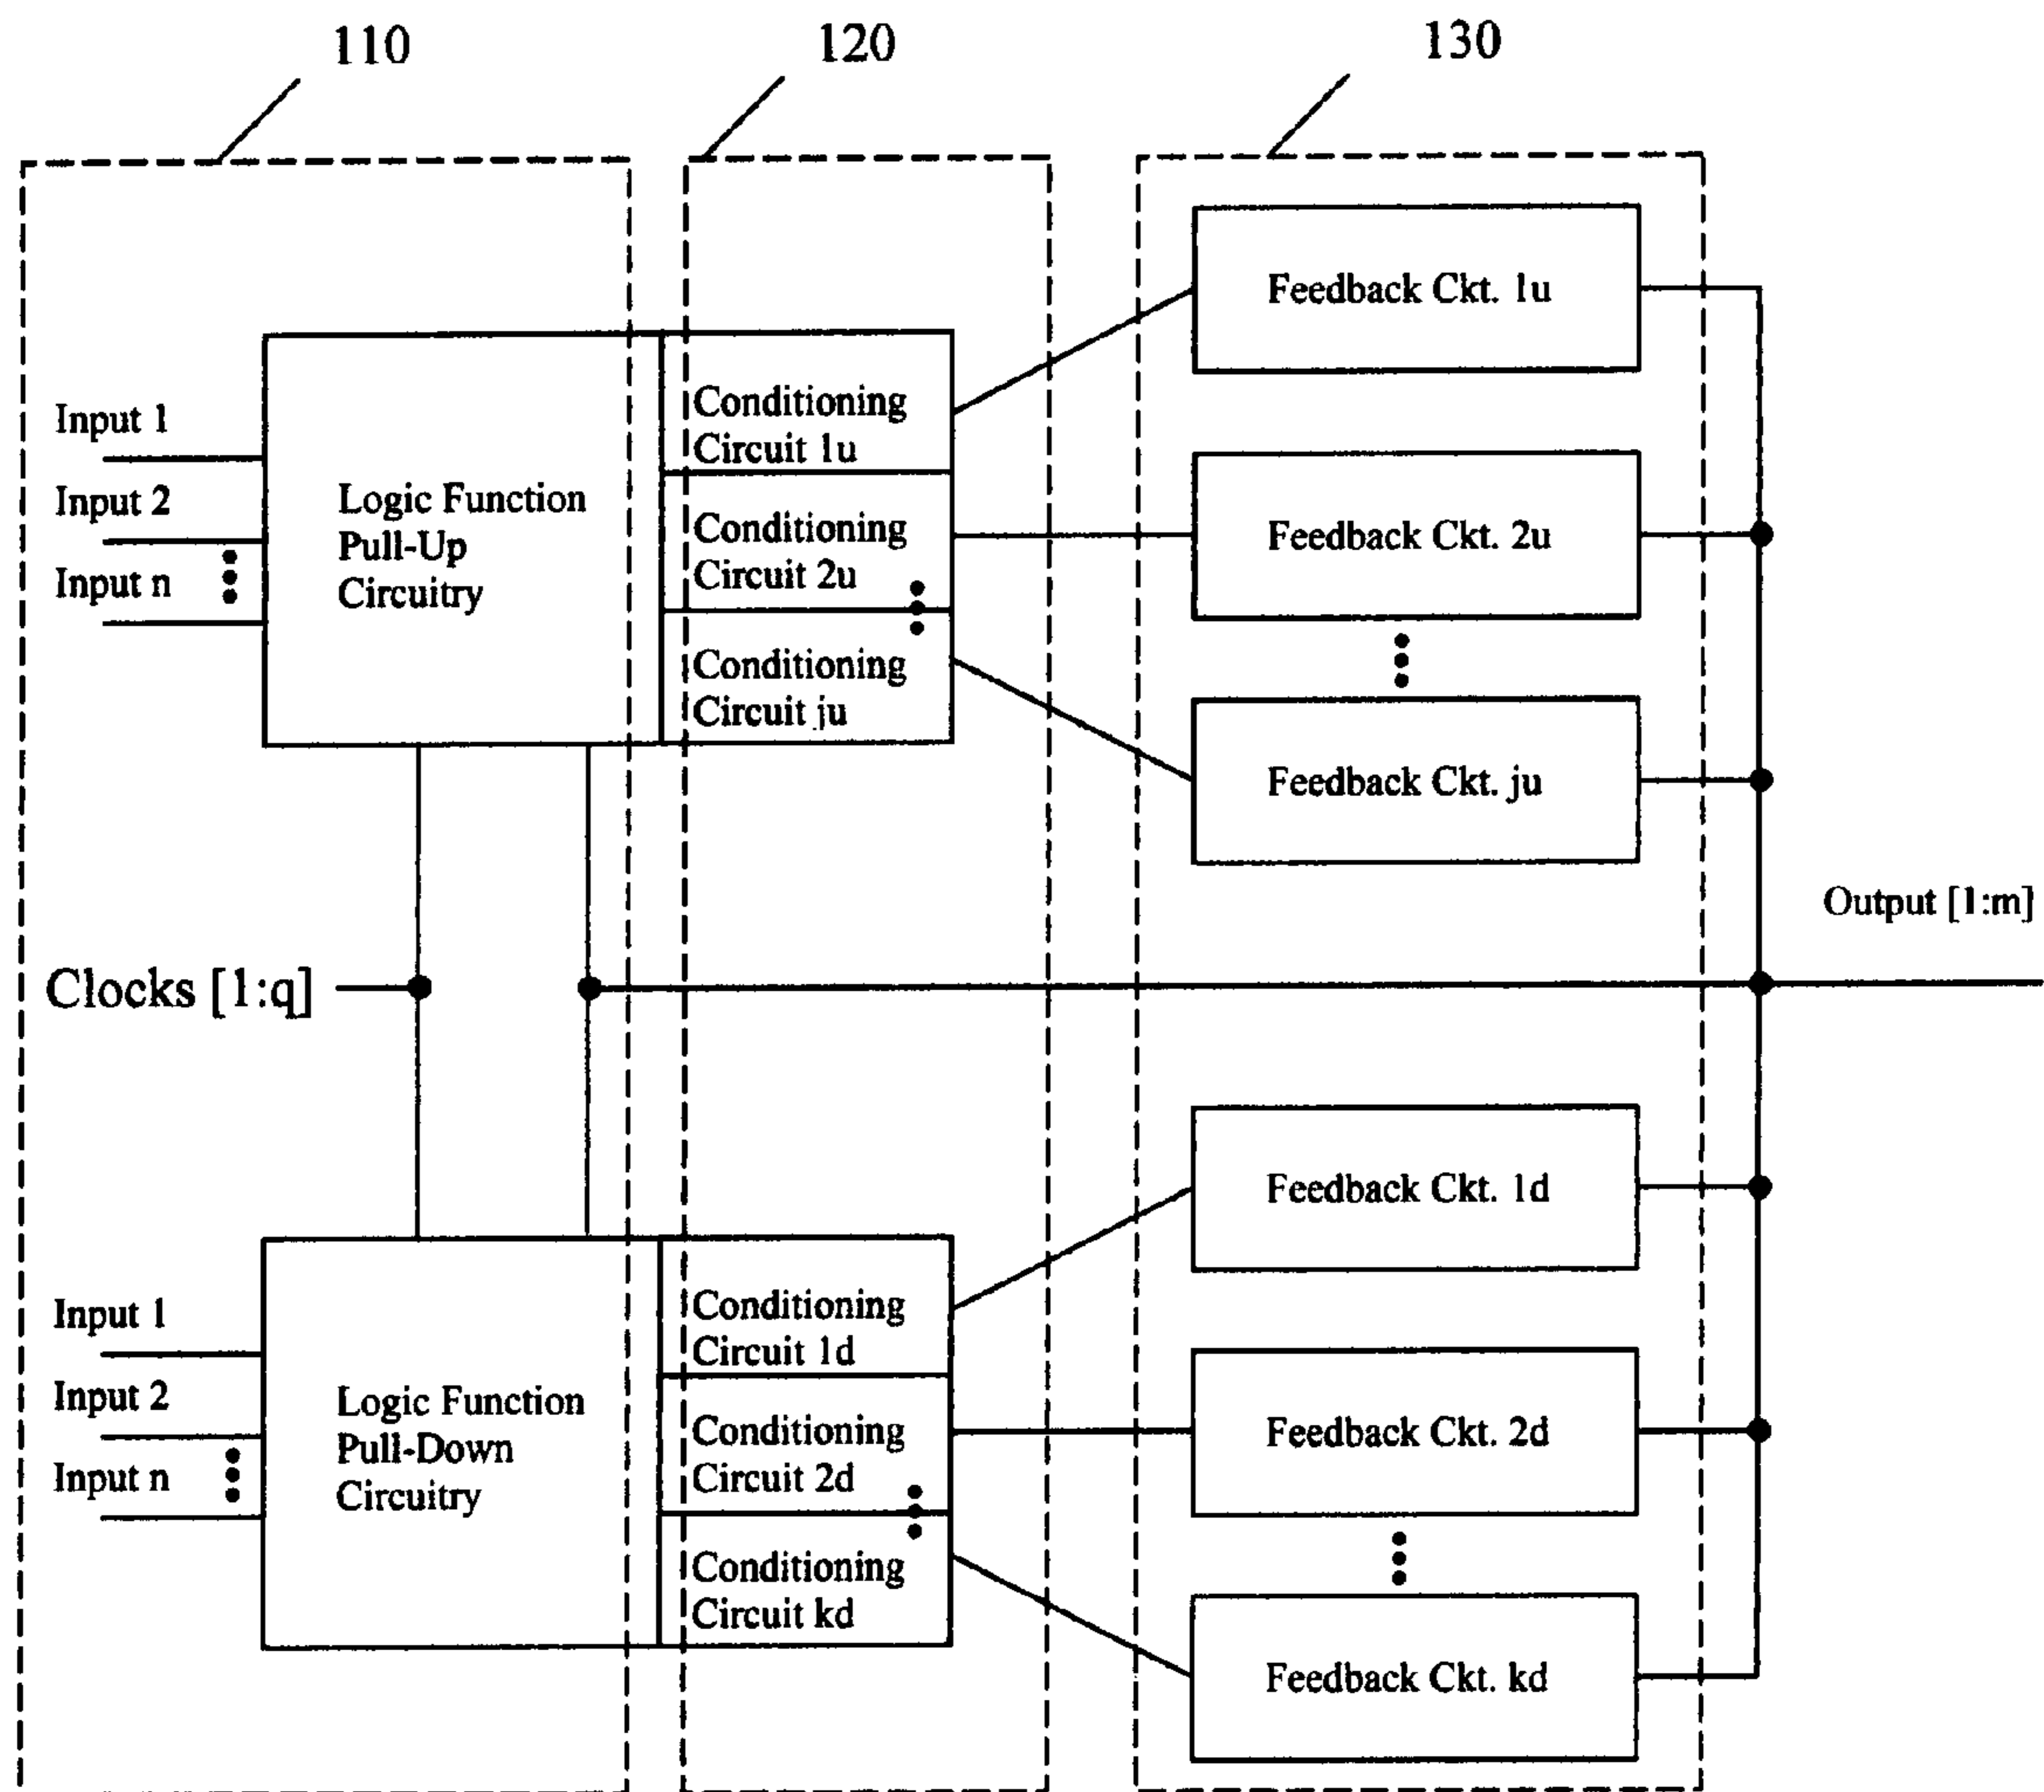 110
120
130
Input 1
Input 2
Input n
Logic Function
Pull-Up
Circuitry
Conditioning
Circuit 1u
Conditioning
Circuit 2u
Conditioning
Circuit ju
Feedback Ckt. 1u
Feedback Ckt. 2u
Feedback Ckt. ju
Clocks [1:q]
Output [1:m]
Input 1
Input 2
Input n
Logic Function
Pull-Down
Circuitry
Conditioning
Circuit 1d
Conditioning
Circuit 2d
Conditioning
Circuit kd
Feedback Ckt. 1d
Feedback Ckt. 2d
Feedback Ckt. kd